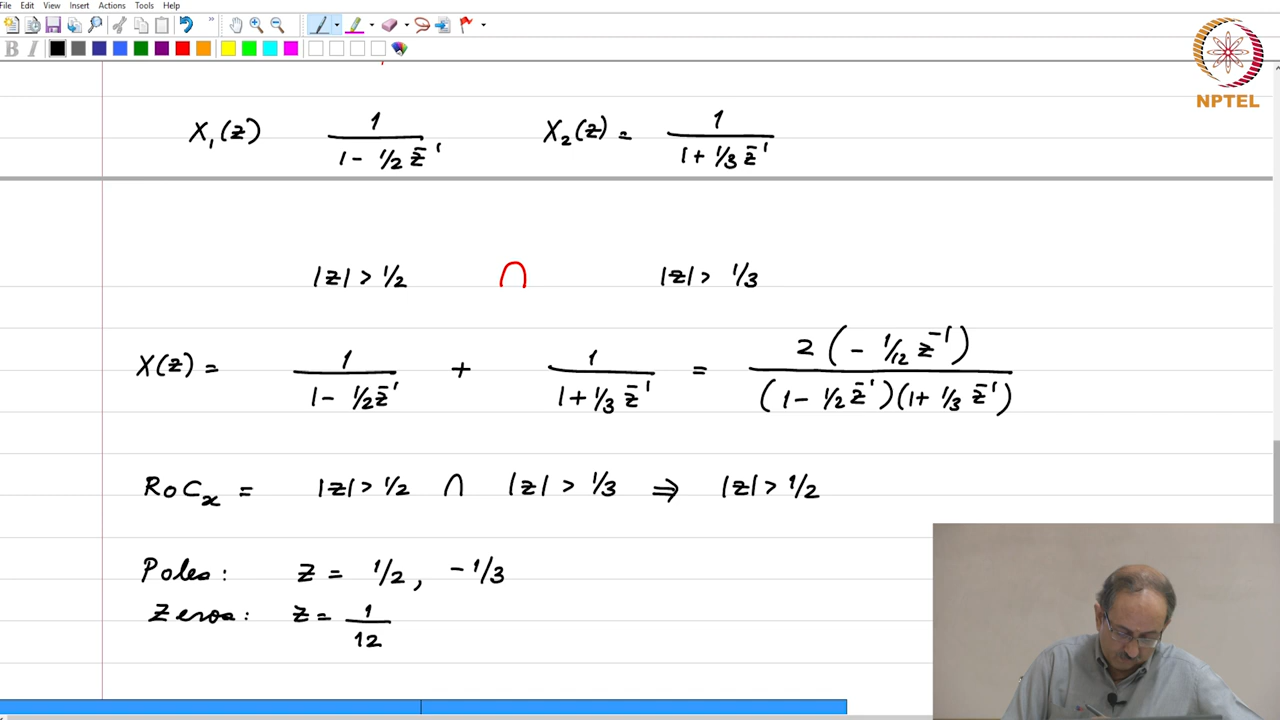 File Edit View Insert Actions Tools Help
B I
NPTEL
X₁(z) 1/(1 - 1/2 z⁻¹) X₂(z) = 1/(1 + 1/3 z⁻¹)
|z| > 1/2 ∩ |z| > 1/3
X(z) = 1/(1 - 1/2 z⁻¹) + 1/(1 + 1/3 z⁻¹) = 2(- 1/12 z⁻¹)/((1 - 1/2 z⁻¹)(1 + 1/3 z⁻¹))
RoCₓ = |z| > 1/2 ∩ |z| > 1/3 ⇒ |z| > 1/2
Poles: z = 1/2, -1/3
Zeros: z = 1/12